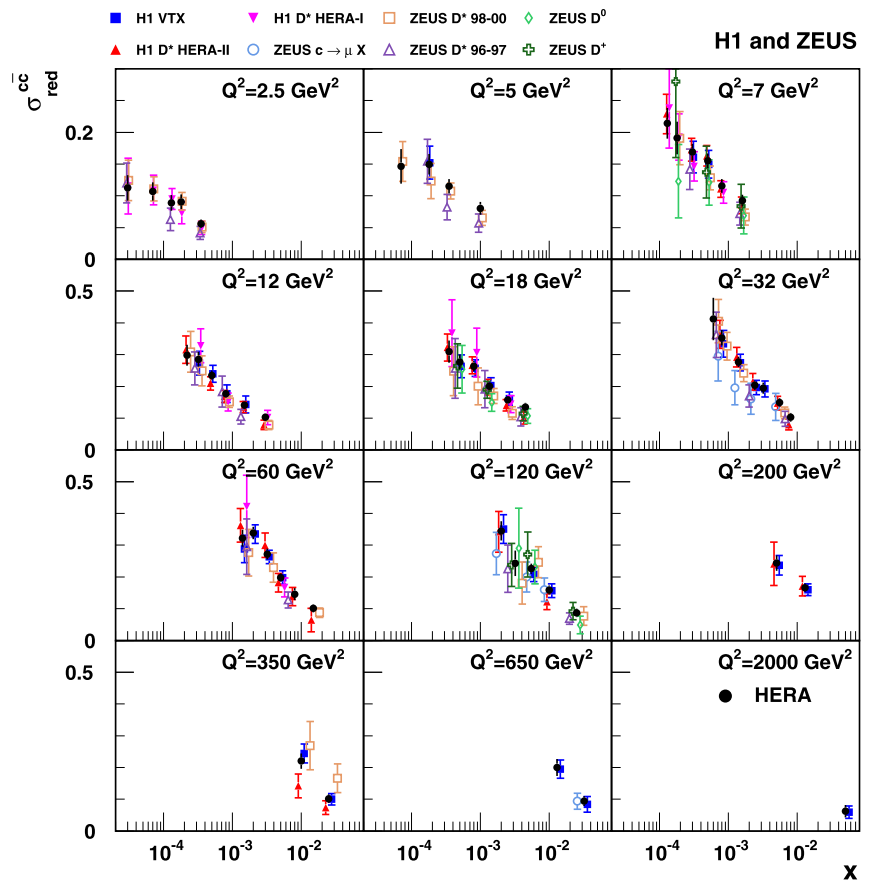 H1 VTX
H1 D* HERA-I
ZEUS D* 98-00
ZEUS D⁰
H1 D* HERA-II
ZEUS c → μ X
ZEUS D* 96-97
ZEUS D⁺
H1 and ZEUS
σ_red^cc̄
Q²=2.5 GeV²
Q²=5 GeV²
Q²=7 GeV²
0.2
0
Q²=12 GeV²
Q²=18 GeV²
Q²=32 GeV²
0.5
0
Q²=60 GeV²
Q²=120 GeV²
Q²=200 GeV²
0.5
0
Q²=350 GeV²
Q²=650 GeV²
Q²=2000 GeV²
0.5
HERA
0
10⁻⁴ 10⁻³ 10⁻² 10⁻⁴ 10⁻³ 10⁻² 10⁻⁴ 10⁻³ 10⁻²
x